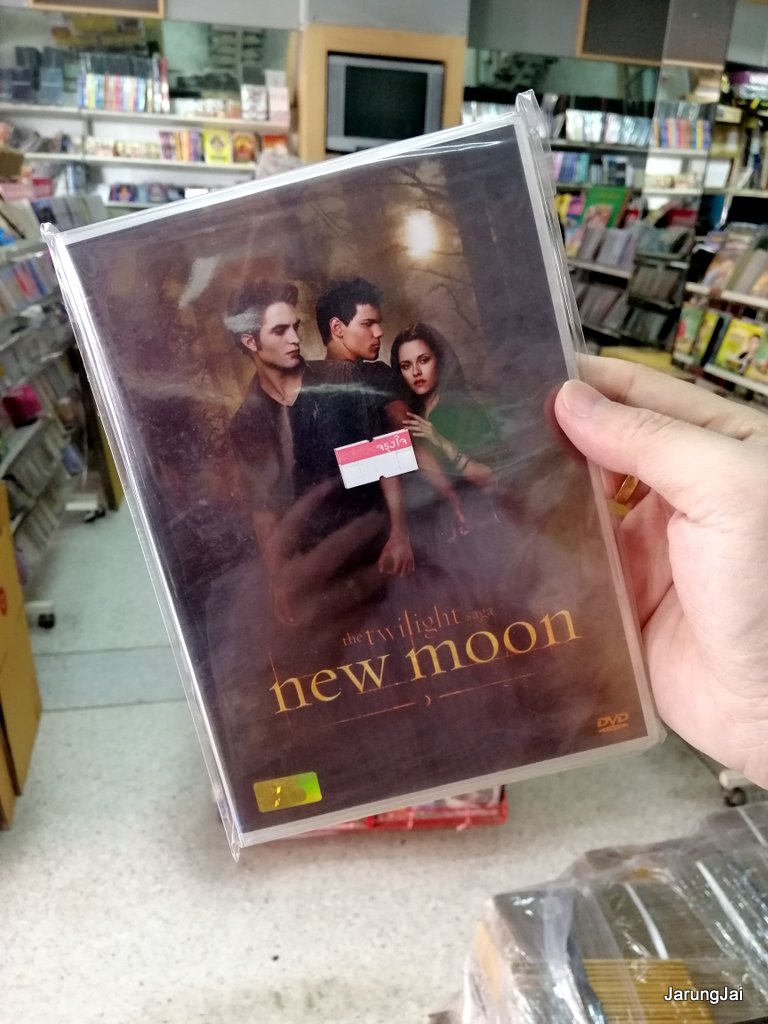 จรุงใจ
the twilight saga
new moon
DVD
JarungJai